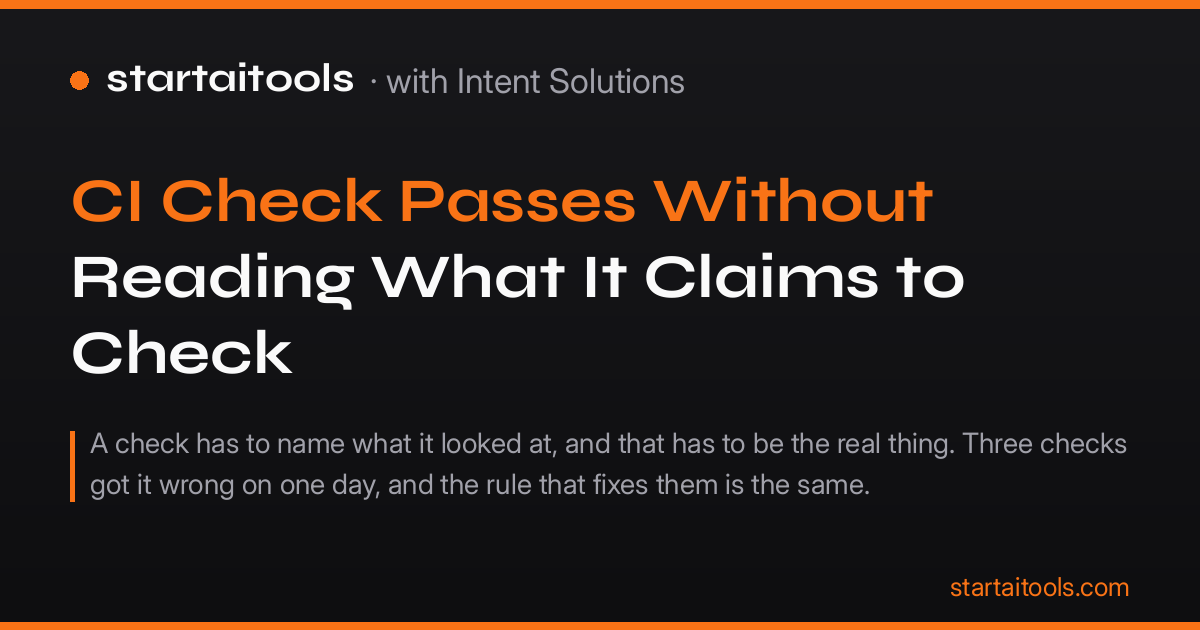 startaitools · with Intent Solutions
CI Check Passes Without
Reading What It Claims to
Check
A check has to name what it looked at, and that has to be the real thing. Three checks
got it wrong on one day, and the rule that fixes them is the same.
startaitools.com